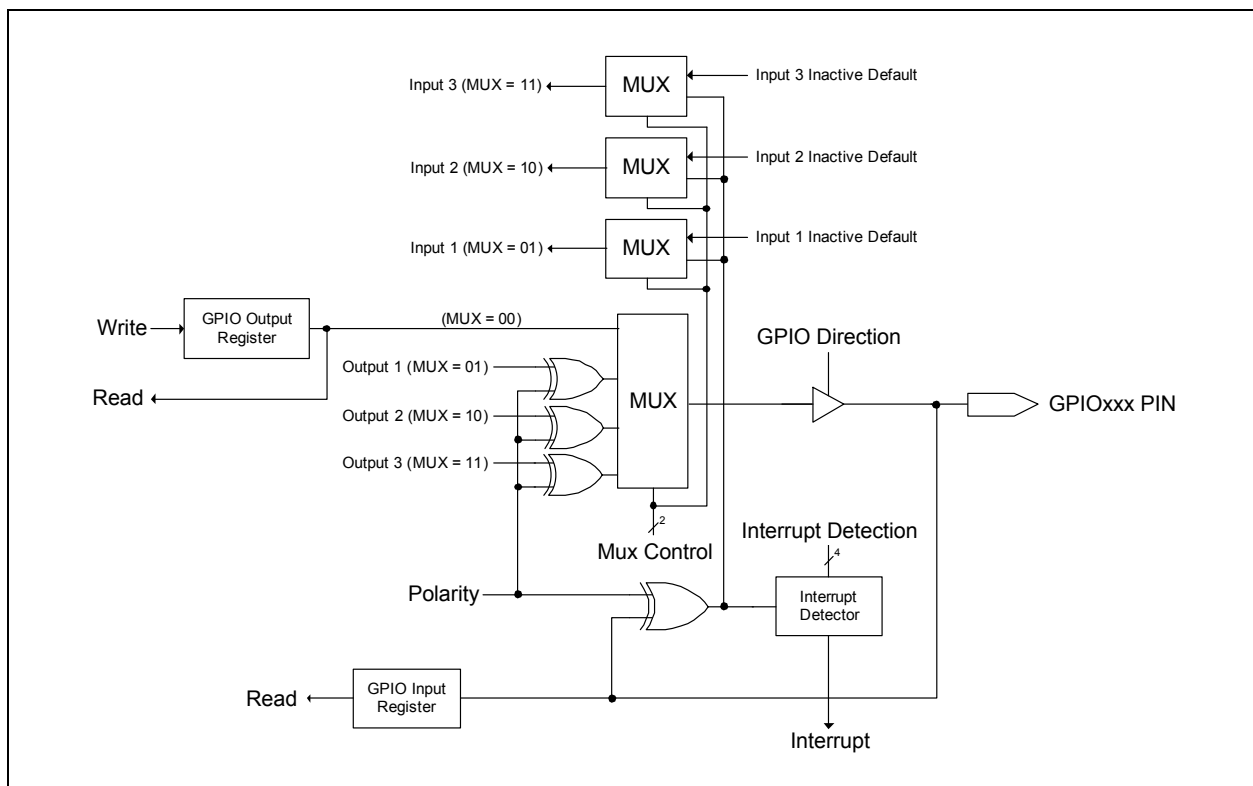 Input 3 (MUX = 11)
MUX
Input 3 Inactive Default
Input 2 (MUX = 10)
MUX
Input 2 Inactive Default
Input 1 (MUX = 01)
MUX
Input 1 Inactive Default
Write
GPIO Output
Register
(MUX = 00)
GPIO Direction
Output 1 (MUX = 01)
Read
MUX
GPIOxxx PIN
Output 2 (MUX = 10)
Output 3 (MUX = 11)
2
Mux Control
Interrupt Detection
4
Polarity
Interrupt
Detector
Read
GPIO Input
Register
Interrupt